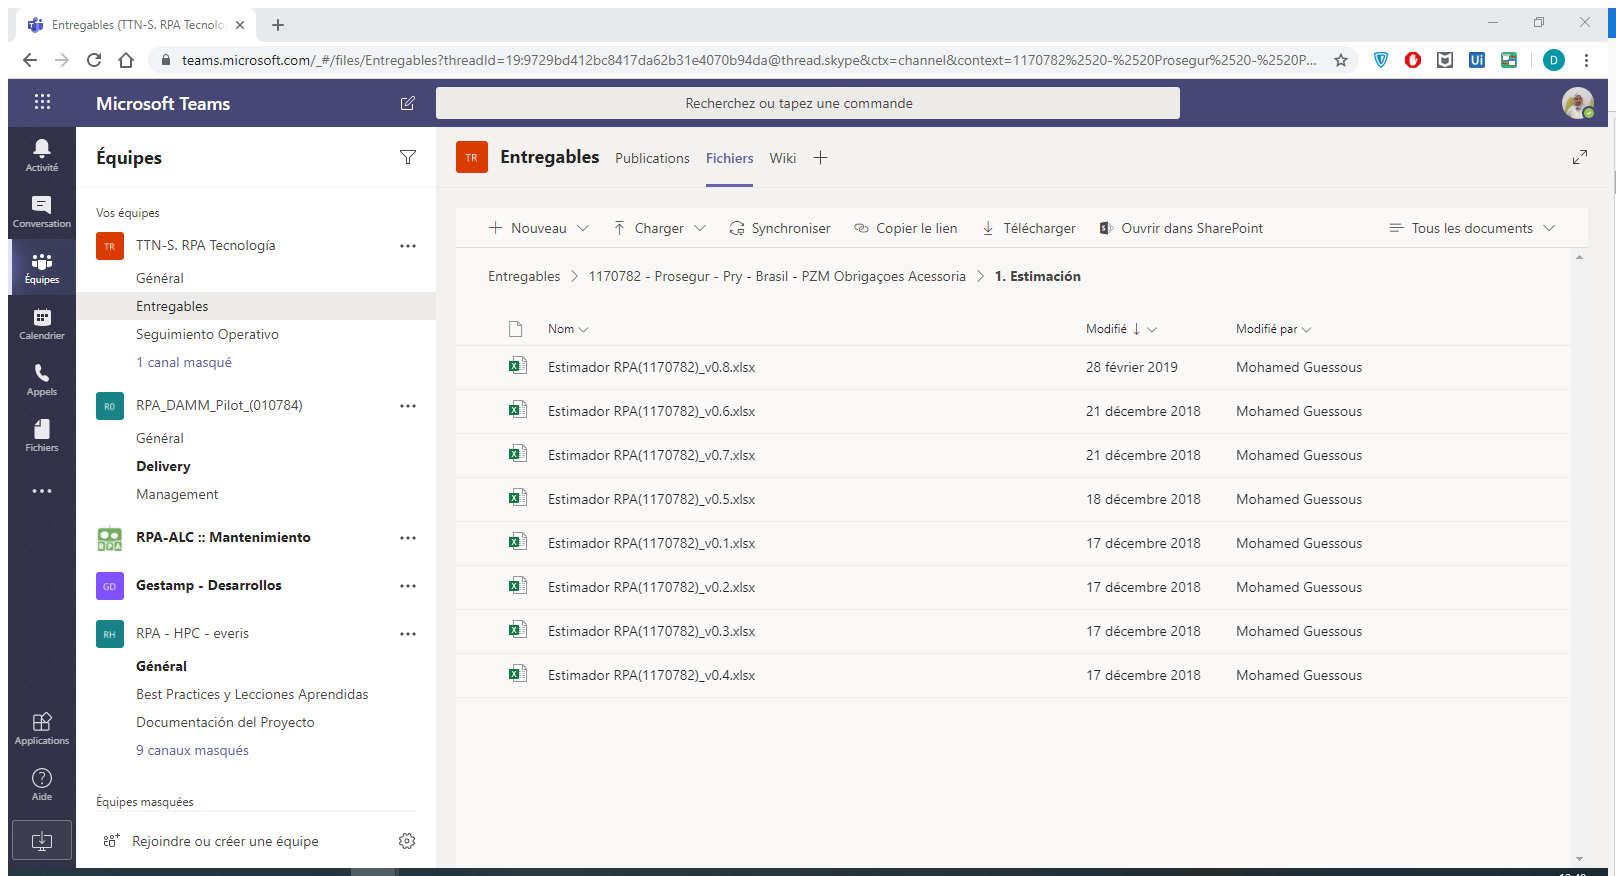 Entregables (TTN-S. RPA Tecnolo
teams.microsoft.com/_#/files/Entregables?threadId=19:9729bd412bc8417da62b31e4070b94da@thread.skype&ctx=channel&context=1170782%2520-%2520Prosegur%2520-%2520P...
D
Microsoft Teams
Recherchez ou tapez une commande
Activité
Conversation
Équipes
Calendrier
Appels
Fichiers
Applications
Aide
Équipes
Vos équipes
TR TTN-S. RPA Tecnología
Général
Entregables
Seguimiento Operativo
1 canal masqué
R0 RPA_DAMM_Pilot_(010784)
Général
Delivery
Management
RPA RPA-ALC :: Mantenimiento
GD Gestamp - Desarrollos
RH RPA - HPC - everis
Général
Best Practices y Lecciones Aprendidas
Documentación del Proyecto
9 canaux masqués
Équipes masquées
Rejoindre ou créer une équipe
TR Entregables Publications Fichiers Wiki
Nouveau Charger Synchroniser Copier le lien Télécharger Ouvrir dans SharePoint Tous les documents
Entregables > 1170782 - Prosegur - Pry - Brasil - PZM Obrigaçoes Acessoria > 1. Estimación
Nom Modifié Modifié par
Estimador RPA(1170782)_v0.8.xlsx 28 février 2019 Mohamed Guessous
Estimador RPA(1170782)_v0.6.xlsx 21 décembre 2018 Mohamed Guessous
Estimador RPA(1170782)_v0.7.xlsx 21 décembre 2018 Mohamed Guessous
Estimador RPA(1170782)_v0.5.xlsx 18 décembre 2018 Mohamed Guessous
Estimador RPA(1170782)_v0.1.xlsx 17 décembre 2018 Mohamed Guessous
Estimador RPA(1170782)_v0.2.xlsx 17 décembre 2018 Mohamed Guessous
Estimador RPA(1170782)_v0.3.xlsx 17 décembre 2018 Mohamed Guessous
Estimador RPA(1170782)_v0.4.xlsx 17 décembre 2018 Mohamed Guessous